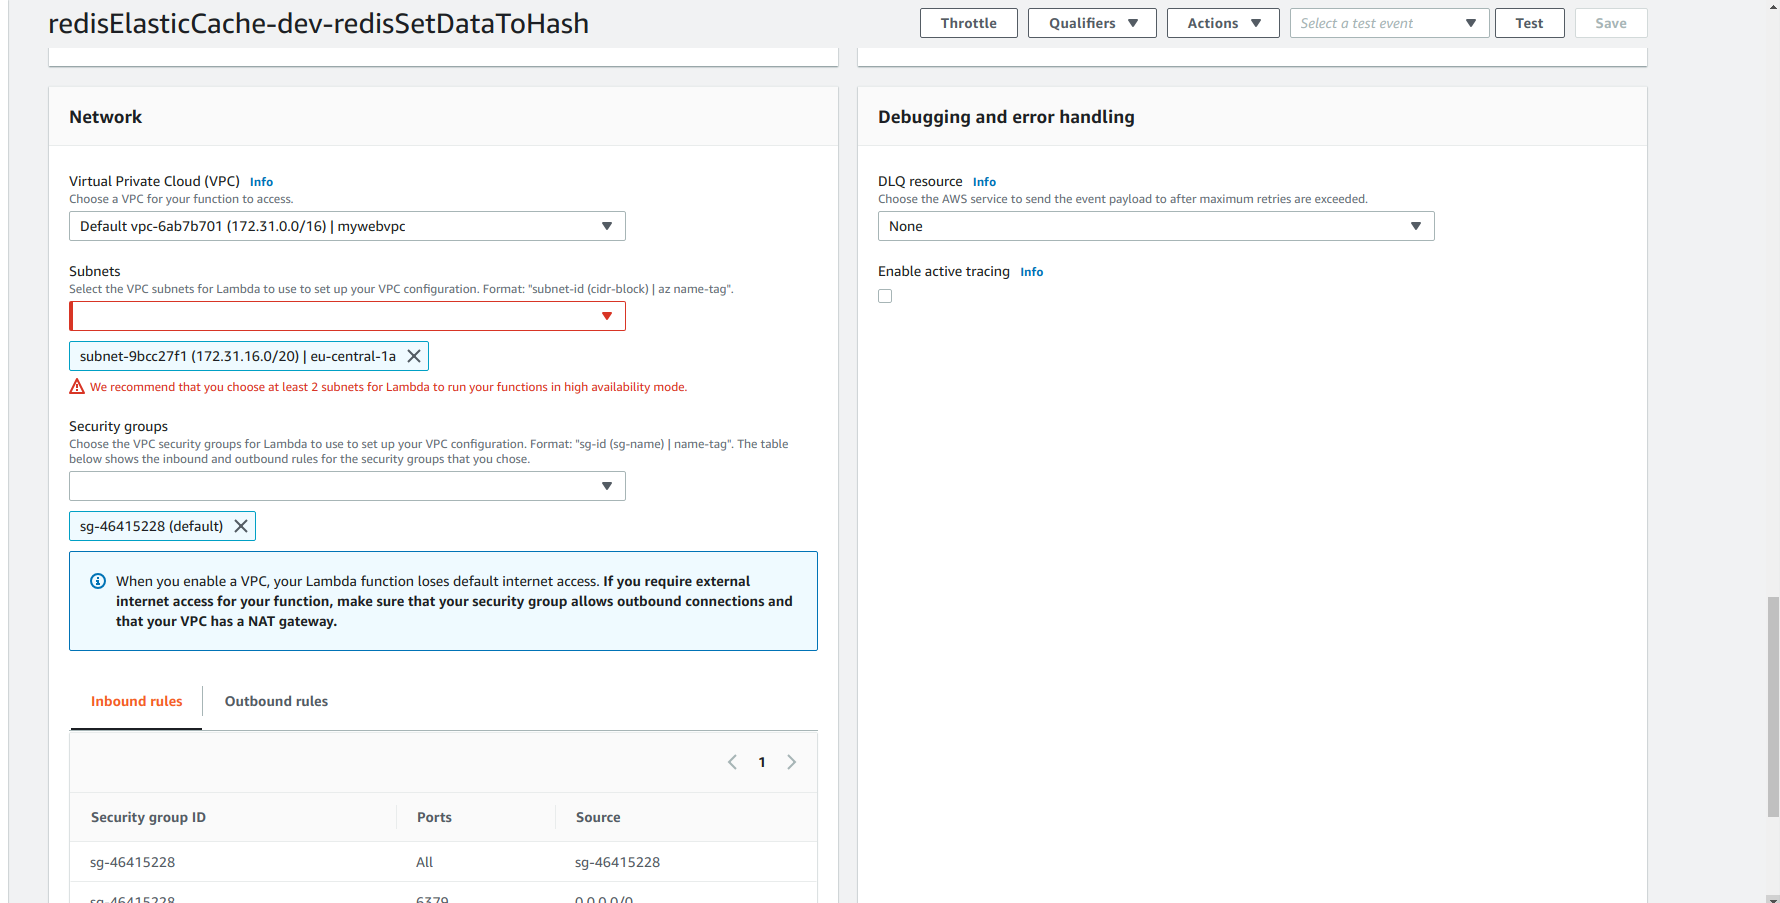 redisElasticCache-dev-redisSetDataToHash
Throttle
Qualifiers
Actions
Select a test event
Test
Save
Network
Virtual Private Cloud (VPC) Info
Choose a VPC for your function to access.
Default vpc-6ab7b701 (172.31.0.0/16) | mywebvpc
Subnets
Select the VPC subnets for Lambda to use to set up your VPC configuration. Format: "subnet-id (cidr-block) | az name-tag".
subnet-9bcc27f1 (172.31.16.0/20) | eu-central-1a
We recommend that you choose at least 2 subnets for Lambda to run your functions in high availability mode.
Security groups
Choose the VPC security groups for Lambda to use to set up your VPC configuration. Format: "sg-id (sg-name) | name-tag". The table
below shows the inbound and outbound rules for the security groups that you chose.
sg-46415228 (default)
When you enable a VPC, your Lambda function loses default internet access. If you require external
internet access for your function, make sure that your security group allows outbound connections and
that your VPC has a NAT gateway.
Inbound rules
Outbound rules
1
Security group ID Ports Source
sg-46415228 All sg-46415228
sg-46415228 6379 0.0.0.0/0
Debugging and error handling
DLQ resource Info
Choose the AWS service to send the event payload to after maximum retries are exceeded.
None
Enable active tracing Info